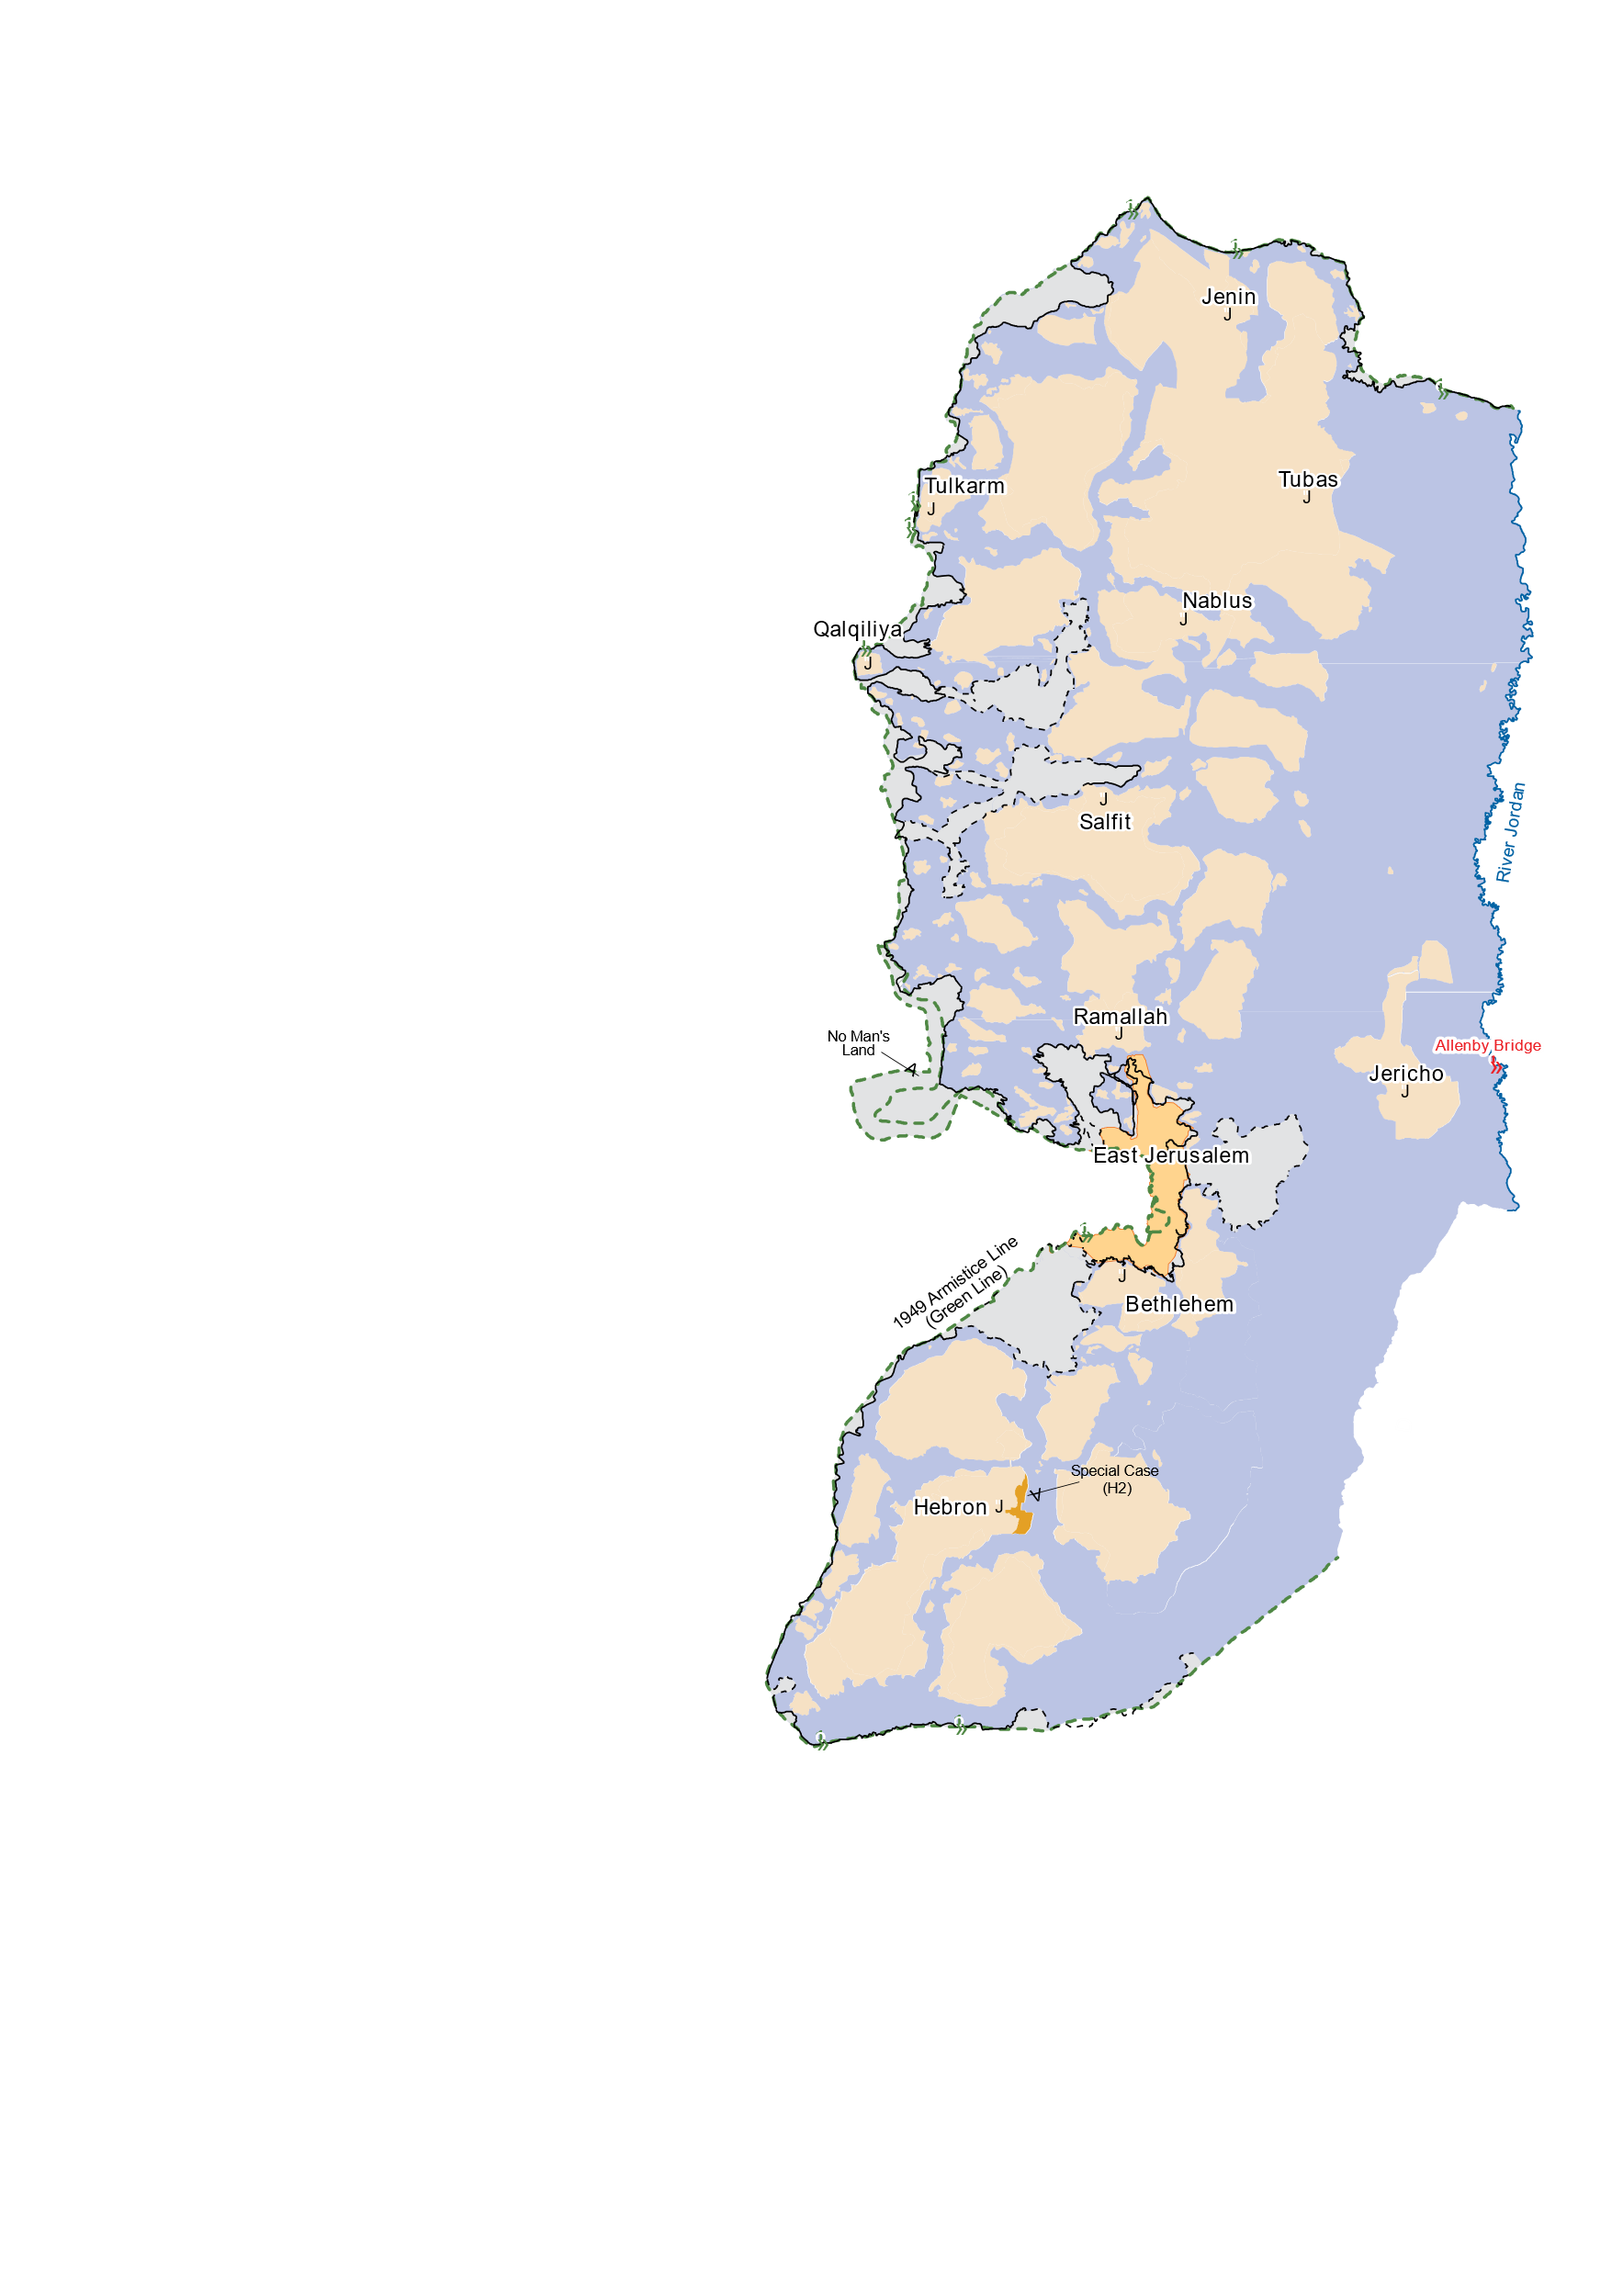 Jenin
J
Tubas
J
Tulkarm
J
Nablus
J
Qalqiliya
J
J
Salfit
River Jordan
Ramallah
J
No Man's
Land
Allenby Bridge
Jericho
J
East Jerusalem
1949 Armistice Line
(Green Line)
J
Bethlehem
Special Case
(H2)
Hebron J